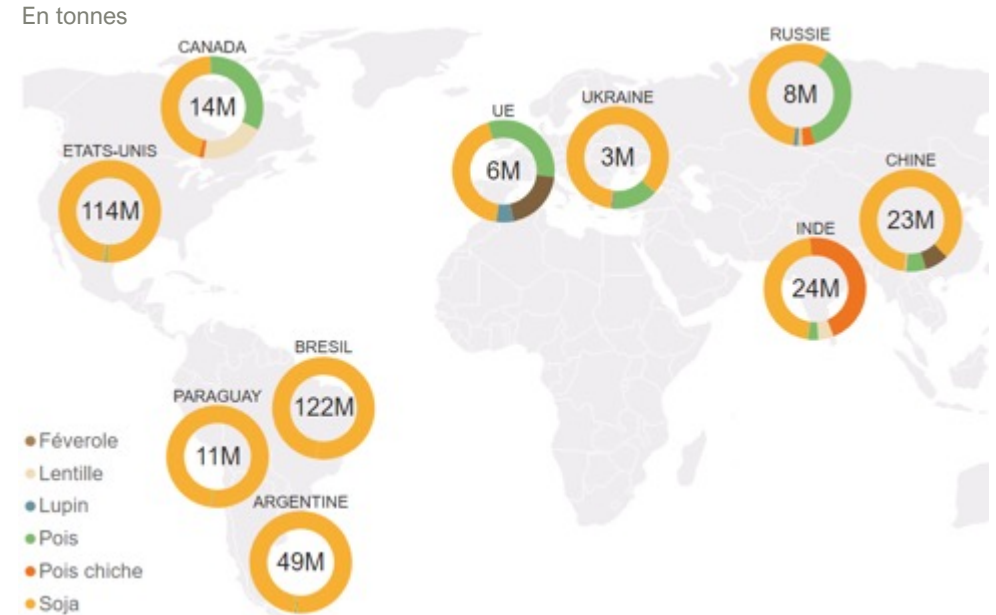 En tonnes
CANADA
14M
ETATS-UNIS
114M
UE
6M
UKRAINE
3M
RUSSIE
8M
CHINE
23M
INDE
24M
BRESIL
122M
PARAGUAY
11M
ARGENTINE
49M
Féverole
Lentille
Lupin
Pois
Pois chiche
Soja